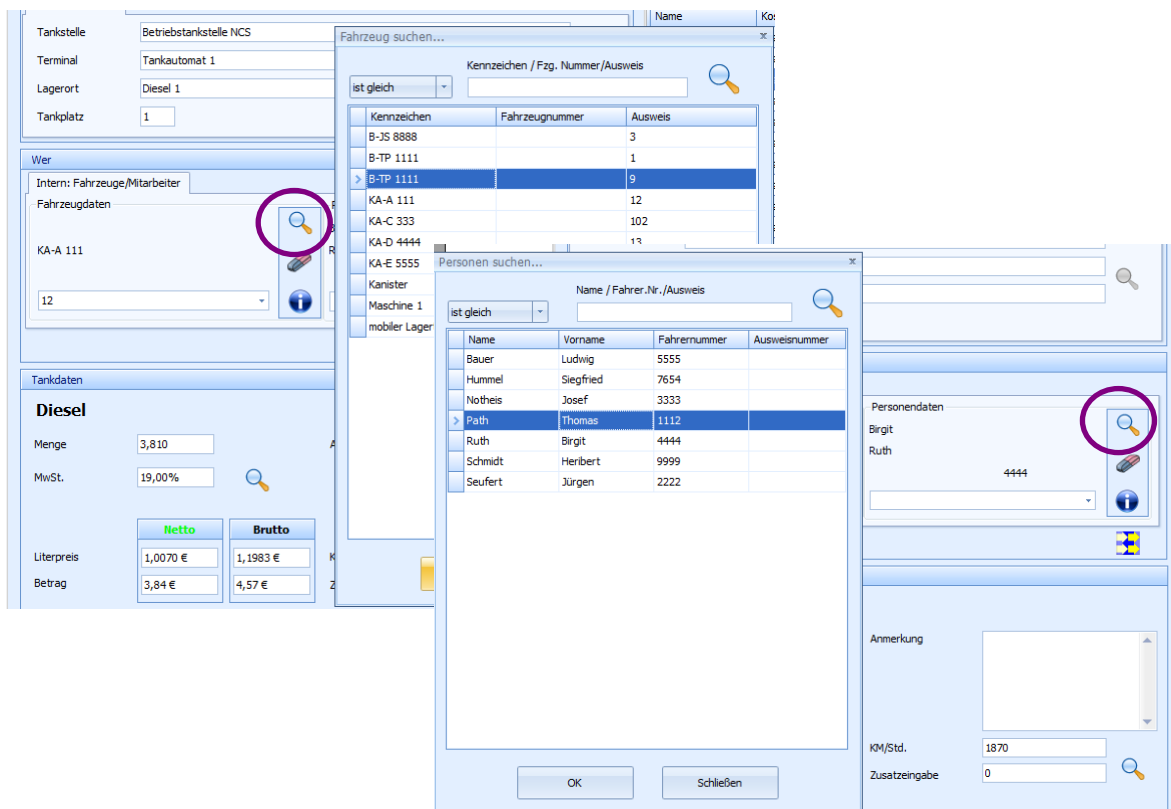 Tankstelle
Betriebstankstelle NCS
Terminal
Tankautomat 1
Lagerort
Diesel 1
Tankplatz
1
Wer
Intern: Fahrzeuge/Mitarbeiter
Fahrzeugdaten
KA-A 111
12
Tankdaten
Diesel
Menge
3,810
MwSt.
19,00%
Netto
Brutto
Literpreis
1,0070 €
1,1983 €
Betrag
3,84 €
4,57 €
Name
Fahrzeug suchen...
x
Kennzeichen / Fzg. Nummer/Ausweis
ist gleich
Kennzeichen Fahrzeugnummer Ausweis
B-JS 8888 3
B-TP 1111 1
B-TP 1111 9
KA-A 111 12
KA-C 333 102
KA-D 4444 13
KA-E 5555
Kanister
Maschine 1
mobiler Lager
Personen suchen...
x
Name / Fahrer.Nr./Ausweis
ist gleich
Name Vorname Fahrernummer Ausweisnummer
Bauer Ludwig 5555
Hummel Siegfried 7654
Notheis Josef 3333
Path Thomas 1112
Ruth Birgit 4444
Schmidt Heribert 9999
Seufert Jürgen 2222
OK
Schließen
Personendaten
Birgit
Ruth
4444
Anmerkung
KM/Std.
1870
Zusatzeingabe
0